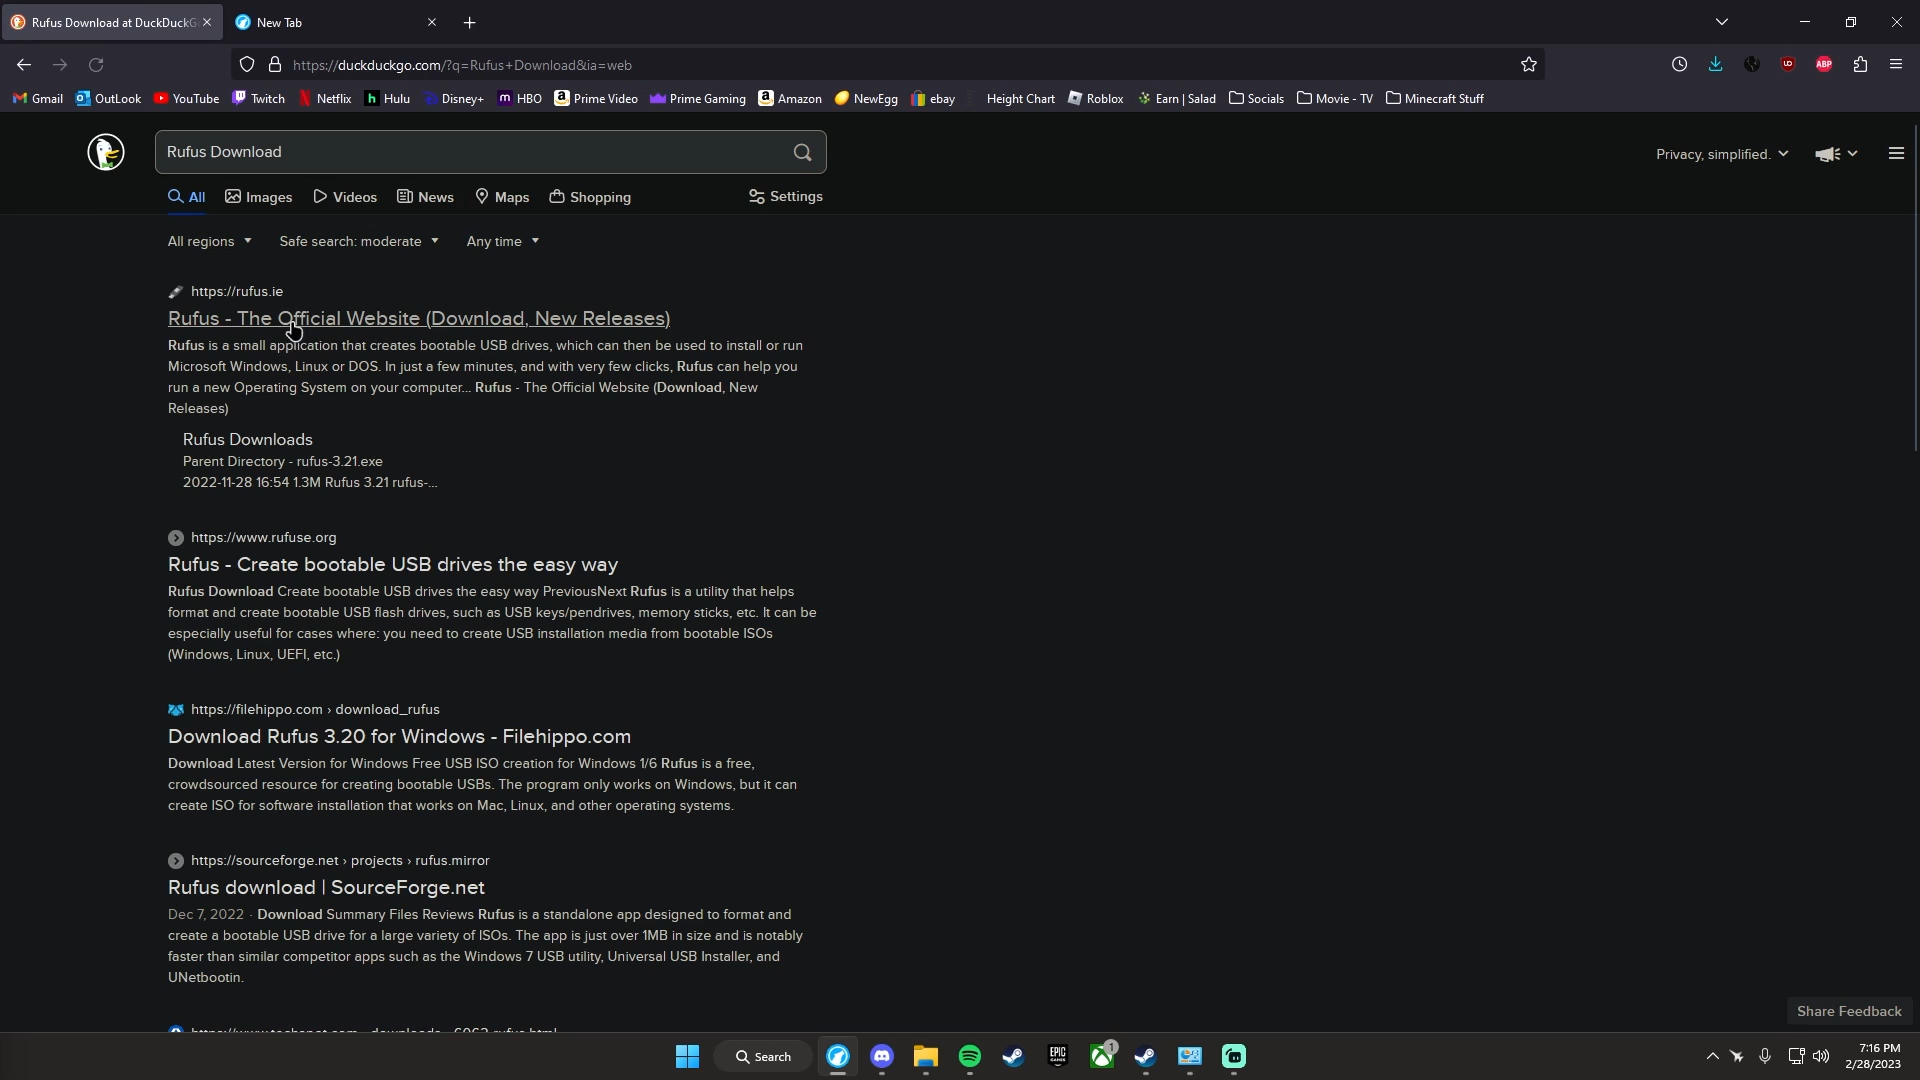 Rufus Download at DuckDuckG
New Tab
https://duckduckgo.com/?q=Rufus+Download&ia=web
Gmail OutLook YouTube Twitch Netflix Hulu Disney+ HBO Prime Video Prime Gaming Amazon NewEgg ebay Height Chart Roblox Earn | Salad Socials Movie - TV Minecraft Stuff
Rufus Download
Privacy, simplified.
All Images Videos News Maps Shopping Settings
All regions Safe search: moderate Any time
https://rufus.ie
Rufus - The Official Website (Download, New Releases)
Rufus is a small application that creates bootable USB drives, which can then be used to install or run
Microsoft Windows, Linux or DOS. In just a few minutes, and with very few clicks, Rufus can help you
run a new Operating System on your computer... Rufus - The Official Website (Download, New
Releases)
Rufus Downloads
Parent Directory - rufus-3.21.exe
2022-11-28 16:54 1.3M Rufus 3.21 rufus-...
https://www.rufuse.org
Rufus - Create bootable USB drives the easy way
Rufus Download Create bootable USB drives the easy way PreviousNext Rufus is a utility that helps
format and create bootable USB flash drives, such as USB keys/pendrives, memory sticks, etc. It can be
especially useful for cases where: you need to create USB installation media from bootable ISOs
(Windows, Linux, UEFI, etc.)
https://filehippo.com › download_rufus
Download Rufus 3.20 for Windows - Filehippo.com
Download Latest Version for Windows Free USB ISO creation for Windows 1/6 Rufus is a free,
crowdsourced resource for creating bootable USBs. The program only works on Windows, but it can
create ISO for software installation that works on Mac, Linux, and other operating systems.
https://sourceforge.net › projects › rufus.mirror
Rufus download | SourceForge.net
Dec 7, 2022 · Download Summary Files Reviews Rufus is a standalone app designed to format and
create a bootable USB drive for a large variety of ISOs. The app is just over 1MB in size and is notably
faster than similar competitor apps such as the Windows 7 USB utility, Universal USB Installer, and
UNetbootin.
Share Feedback
Search
EPIC GAMES
1
ABP
7:16 PM
2/28/2023